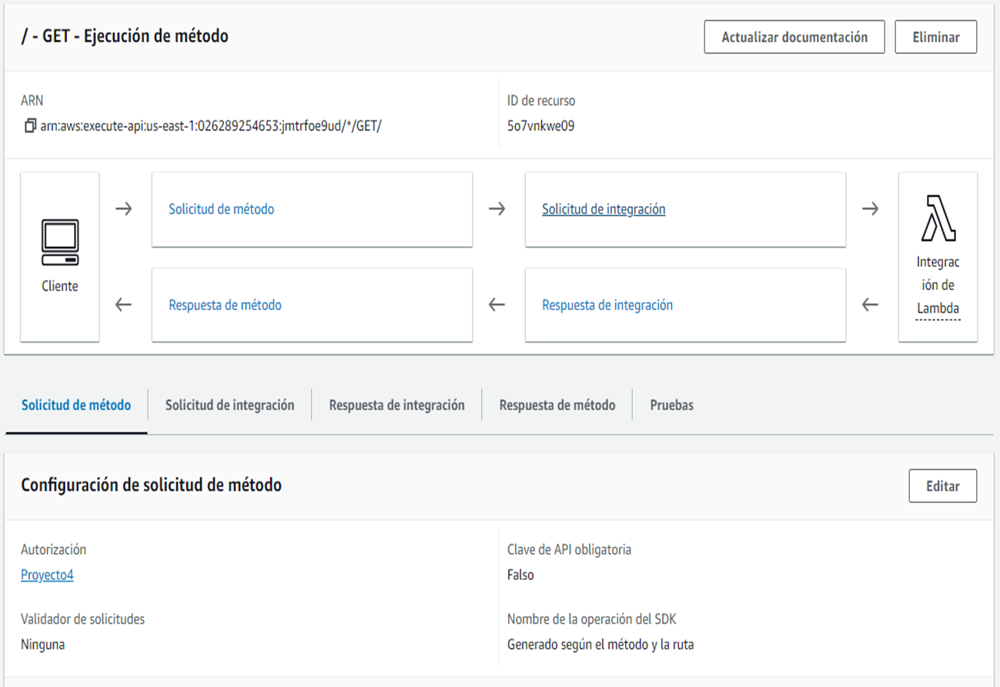 / - GET - Ejecución de método
Actualizar documentación
Eliminar
ARN
arn:aws:execute-api:us-east-1:026289254653:jmtrfoe9ud/*/GET/
ID de recurso
5o7vnkwe09
Cliente
Solicitud de método
Solicitud de integración
Respuesta de método
Respuesta de integración
Integrac
ión de
Lambda
Solicitud de método
Solicitud de integración
Respuesta de integración
Respuesta de método
Pruebas
Configuración de solicitud de método
Editar
Autorización
Proyecto4
Clave de API obligatoria
Falso
Validador de solicitudes
Ninguna
Nombre de la operación del SDK
Generado según el método y la ruta